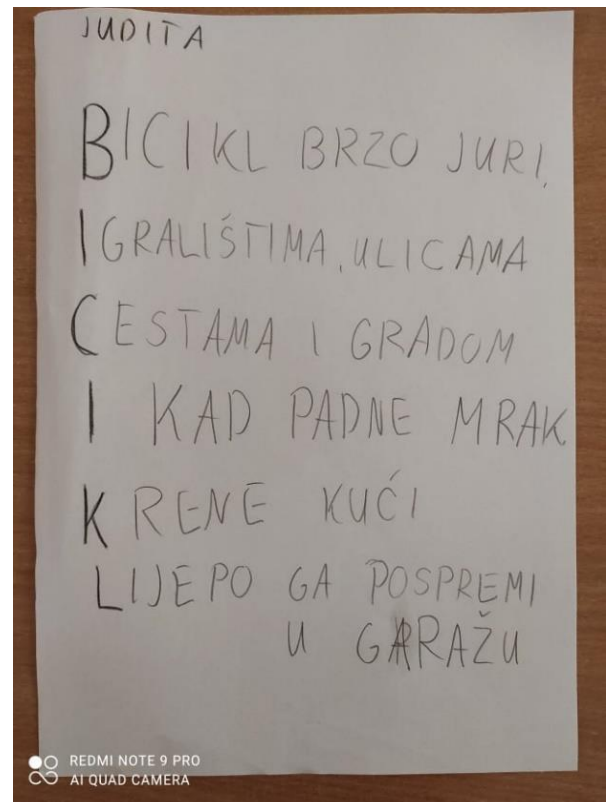 JUDITA
BICIKL BRZO JURI,
IGRALIŠTIMA, ULICAMA
CESTAMA I GRADOM
I KAD PADNE MRAK
KRENE KUĆI
LIJEPO GA POSPREMI
U GARAŽU
REDMI NOTE 9 PRO
AI QUAD CAMERA